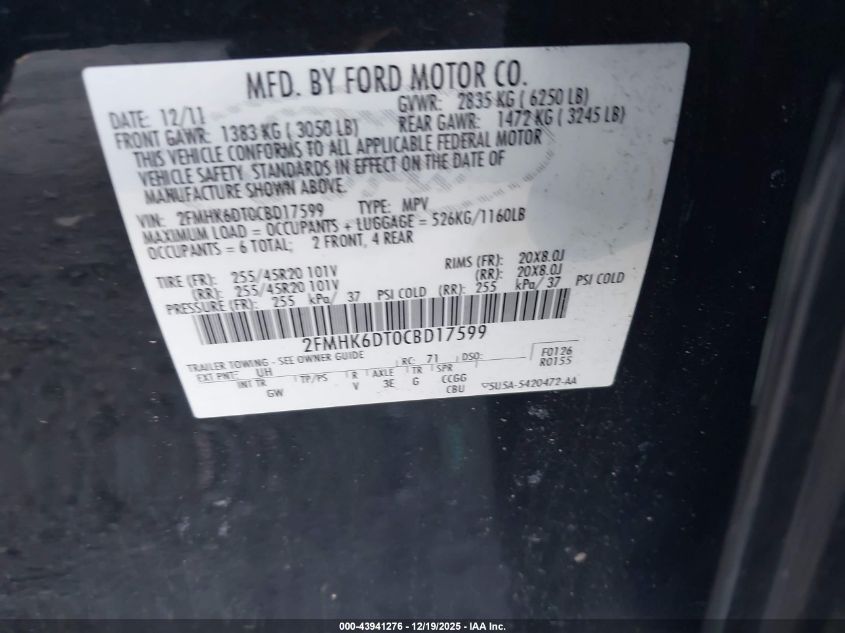 MFD. BY FORD MOTOR CO.
DATE: 12/11 GVWR: 2835 KG ( 6250 LB)
FRONT GAWR: 1383 KG ( 3050 LB) REAR GAWR: 1472 KG ( 3245 LB)
THIS VEHICLE CONFORMS TO ALL APPLICABLE FEDERAL MOTOR
VEHICLE SAFETY STANDARDS IN EFFECT ON THE DATE OF
MANUFACTURE SHOWN ABOVE.
VIN: 2FMHK6DT0CBD17599 TYPE: MPV
MAXIMUM LOAD = OCCUPANTS + LUGGAGE = 526KG/1160LB
OCCUPANTS = 6 TOTAL; 2 FRONT, 4 REAR
TIRE (FR): 255/45R20 101V RIMS (FR): 20X8.0J
(RR): 255/45R20 101V (RR): 20X8.0J
PRESSURE (FR): 255 kPa/ 37 PSI COLD (RR): 255 kPa/ 37 PSI COLD
2FMHK6DT0CBD17599
TRAILER TOWING - SEE OWNER GUIDE
EXT PNT: UH RC: 71 DSO: F0126
R0155
INT TR TP/PS R AXLE TR SPR
GW V 3E G CCGG
CBU ▽SU5A-5420472-AA
000-43941276 - 12/19/2025 - IAA Inc.